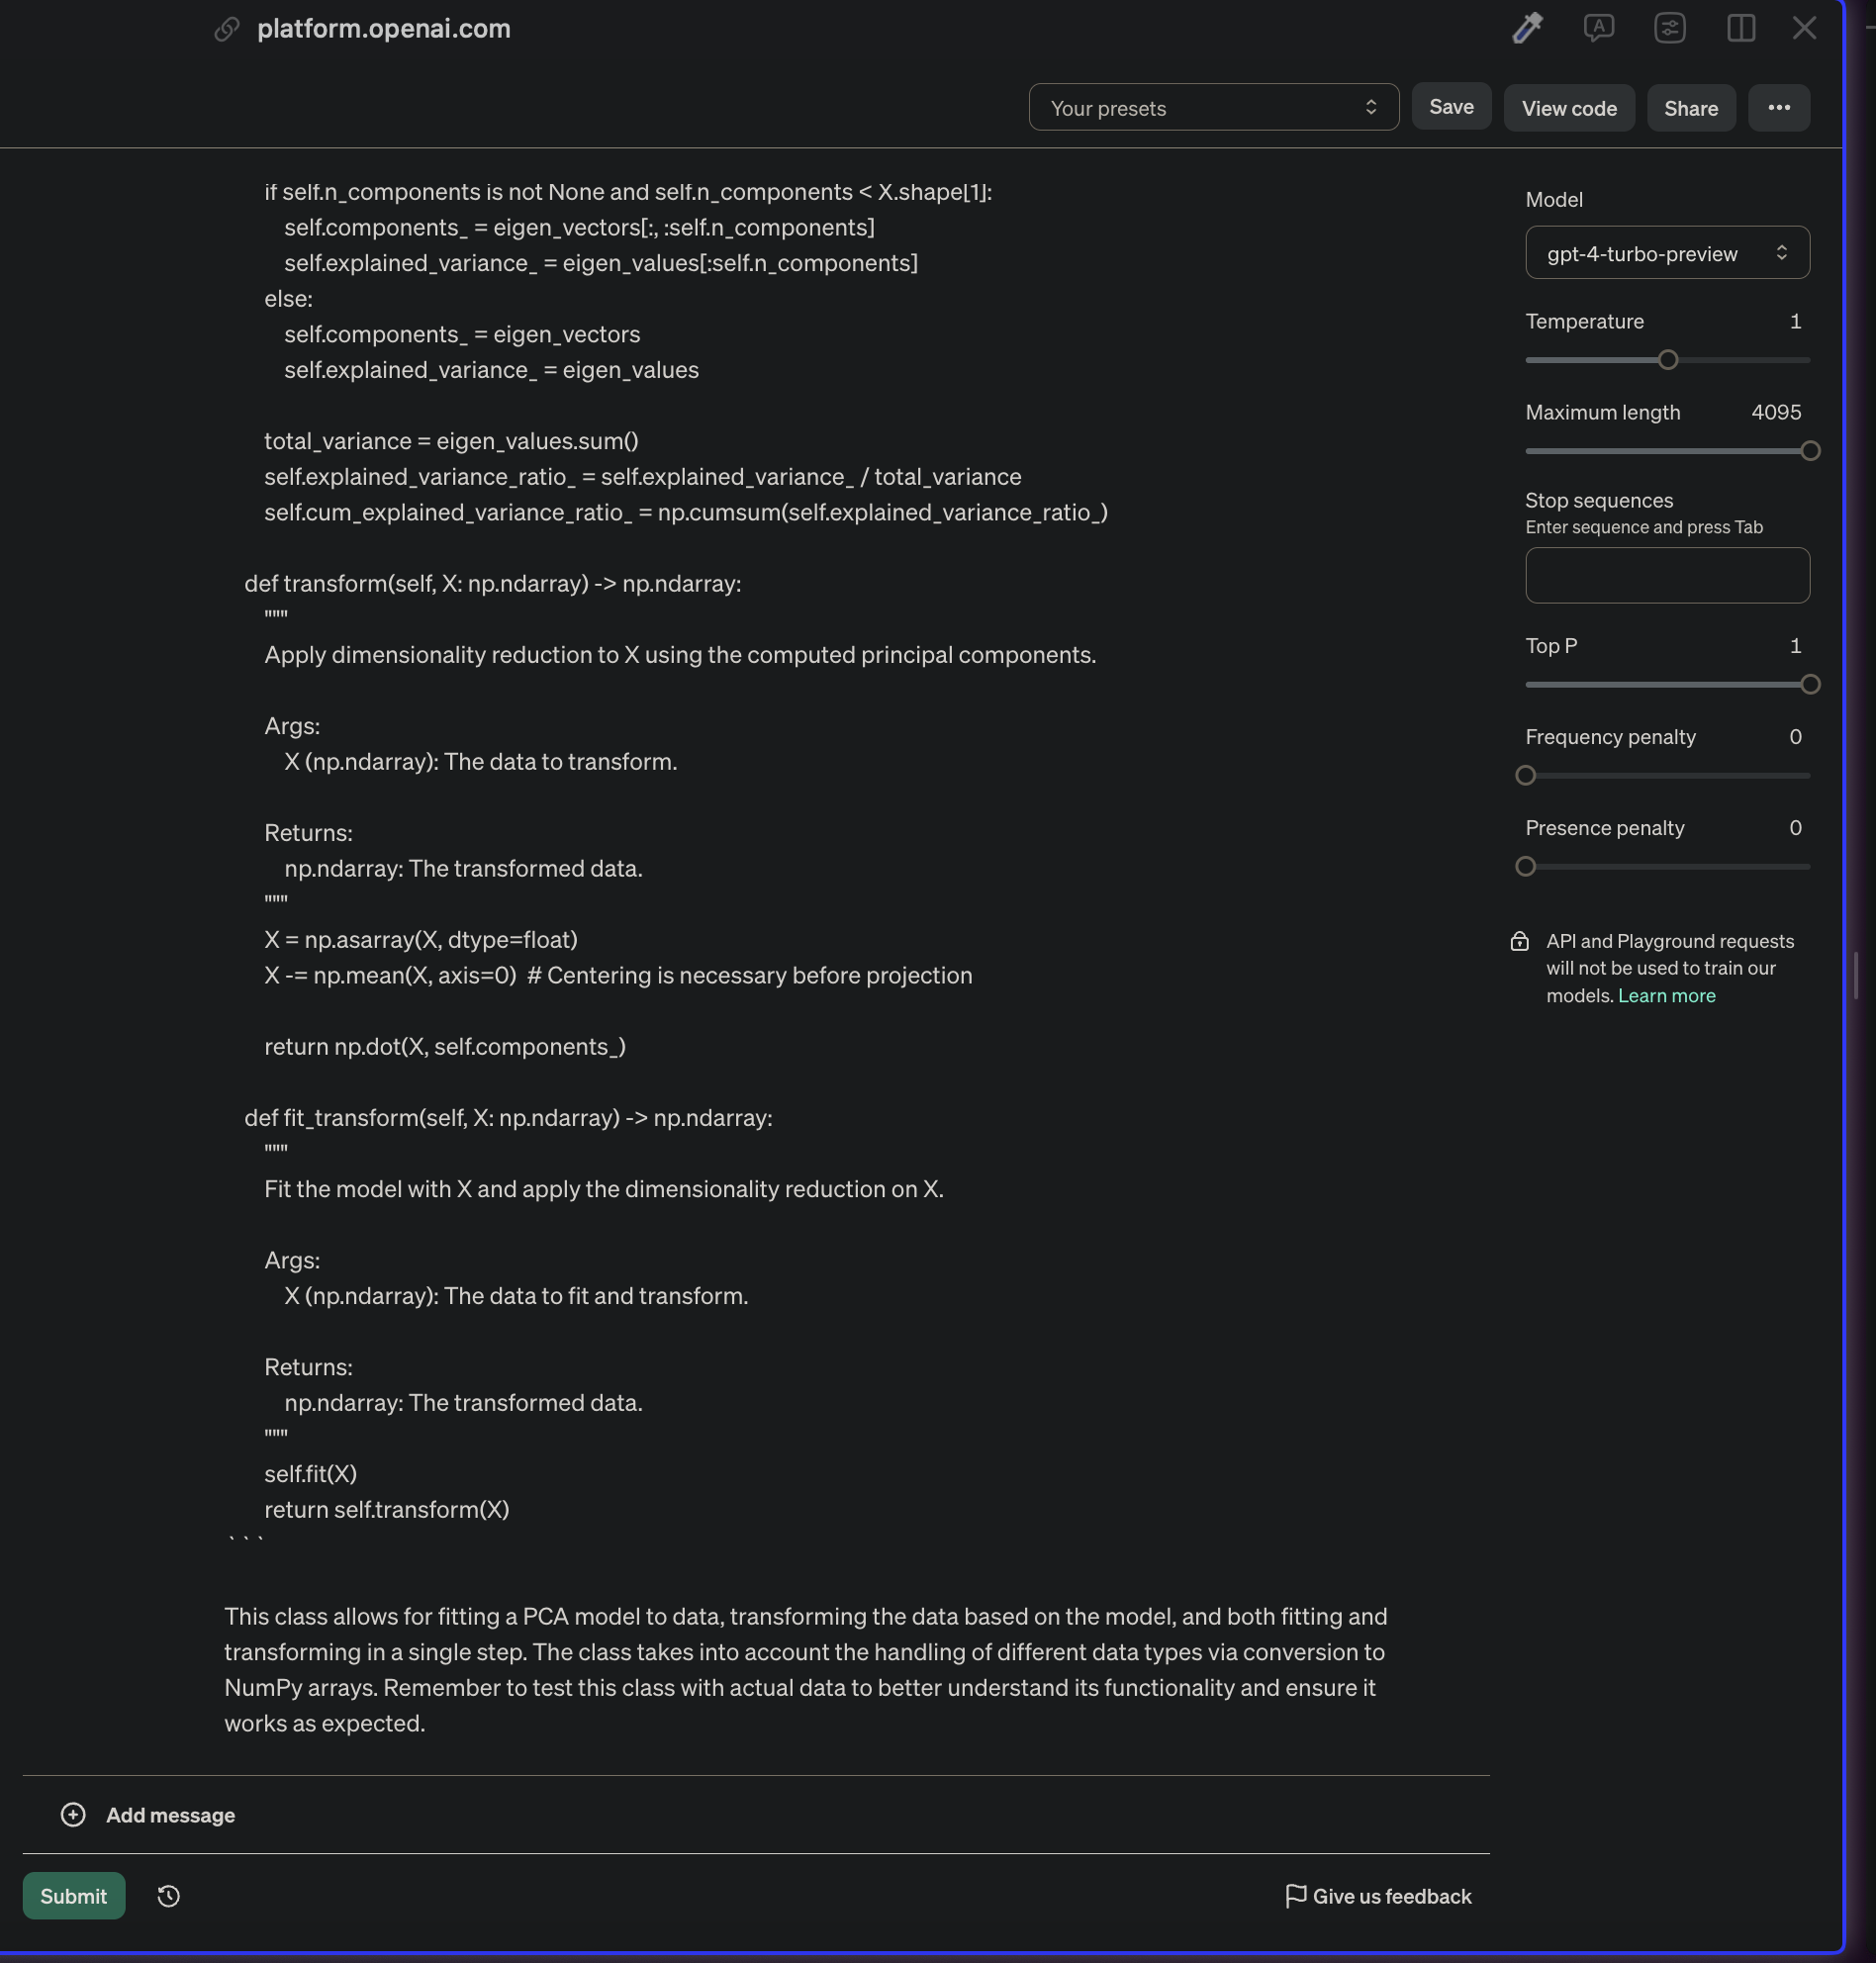 platform.openai.com
Your presets
Save
View code
Share
•••
if self.n_components is not None and self.n_components < X.shape[1]:
self.components_ = eigen_vectors[:, :self.n_components]
self.explained_variance_ = eigen_values[:self.n_components]
else:
self.components_ = eigen_vectors
self.explained_variance_ = eigen_values
total_variance = eigen_values.sum()
self.explained_variance_ratio_ = self.explained_variance_ / total_variance
self.cum_explained_variance_ratio_ = np.cumsum(self.explained_variance_ratio_)
def transform(self, X: np.ndarray) -> np.ndarray:
"""
Apply dimensionality reduction to X using the computed principal components.
Args:
X (np.ndarray): The data to transform.
Returns:
np.ndarray: The transformed data.
"""
X = np.asarray(X, dtype=float)
X -= np.mean(X, axis=0)  # Centering is necessary before projection
return np.dot(X, self.components_)
def fit_transform(self, X: np.ndarray) -> np.ndarray:
"""
Fit the model with X and apply the dimensionality reduction on X.
Args:
X (np.ndarray): The data to fit and transform.
Returns:
np.ndarray: The transformed data.
"""
self.fit(X)
return self.transform(X)
```
This class allows for fitting a PCA model to data, transforming the data based on the model, and both fitting and
transforming in a single step. The class takes into account the handling of different data types via conversion to
NumPy arrays. Remember to test this class with actual data to better understand its functionality and ensure it
works as expected.
Add message
Submit
Give us feedback
Model
gpt-4-turbo-preview
Temperature 1
Maximum length 4095
Stop sequences
Enter sequence and press Tab
Top P 1
Frequency penalty 0
Presence penalty 0
API and Playground requests
will not be used to train our
models. Learn more